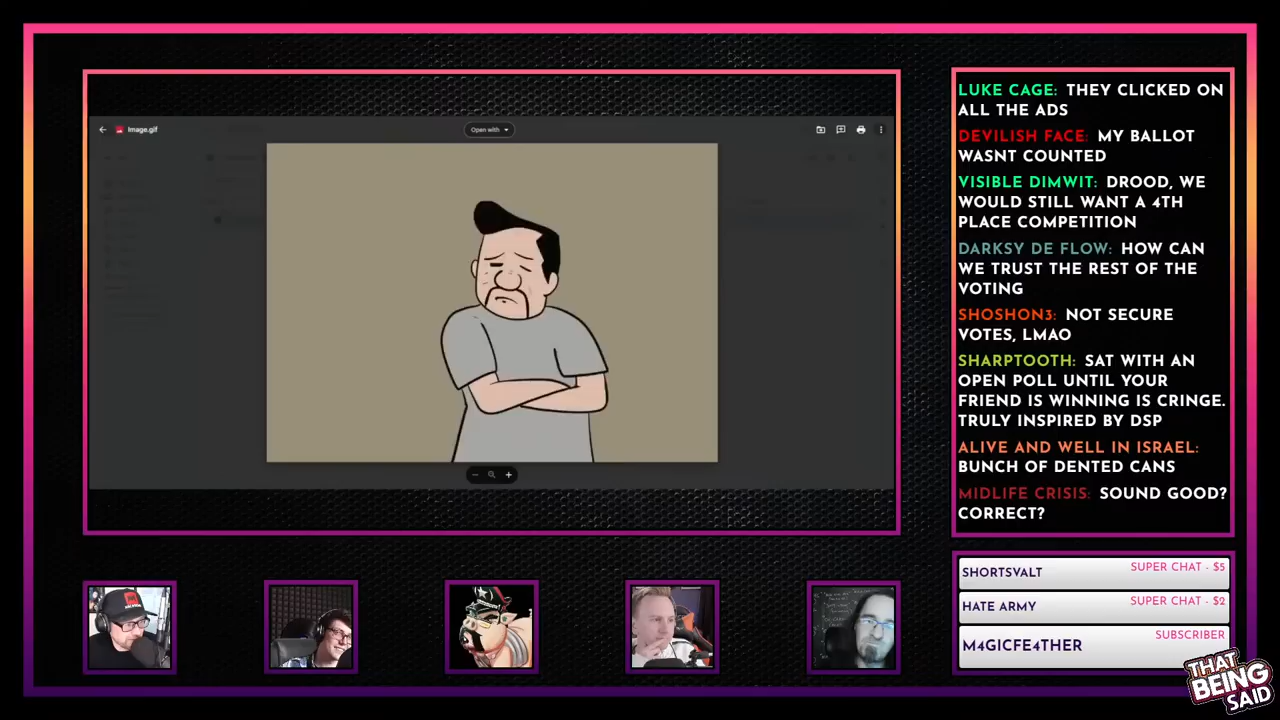 Image.gif
Open with
LUKE CAGE: THEY CLICKED ON
ALL THE ADS
DEVILISH FACE: MY BALLOT
WASNT COUNTED
VISIBLE DIMWIT: DROOD, WE
WOULD STILL WANT A 4TH
PLACE COMPETITION
DARKSY DE FLOW: HOW CAN
WE TRUST THE REST OF THE
VOTING
SHOSHON3: NOT SECURE
VOTES, LMAO
SHARPTOOTH: SAT WITH AN
OPEN POLL UNTIL YOUR
FRIEND IS WINNING IS CRINGE.
TRULY INSPIRED BY DSP
ALIVE AND WELL IN ISRAEL:
BUNCH OF DENTED CANS
MIDLIFE CRISIS: SOUND GOOD?
CORRECT?
SHORTSVALT SUPER CHAT - $5
HATE ARMY SUPER CHAT - $2
M4GICFE4THER SUBSCRIBER
THAT
BEING
SAID